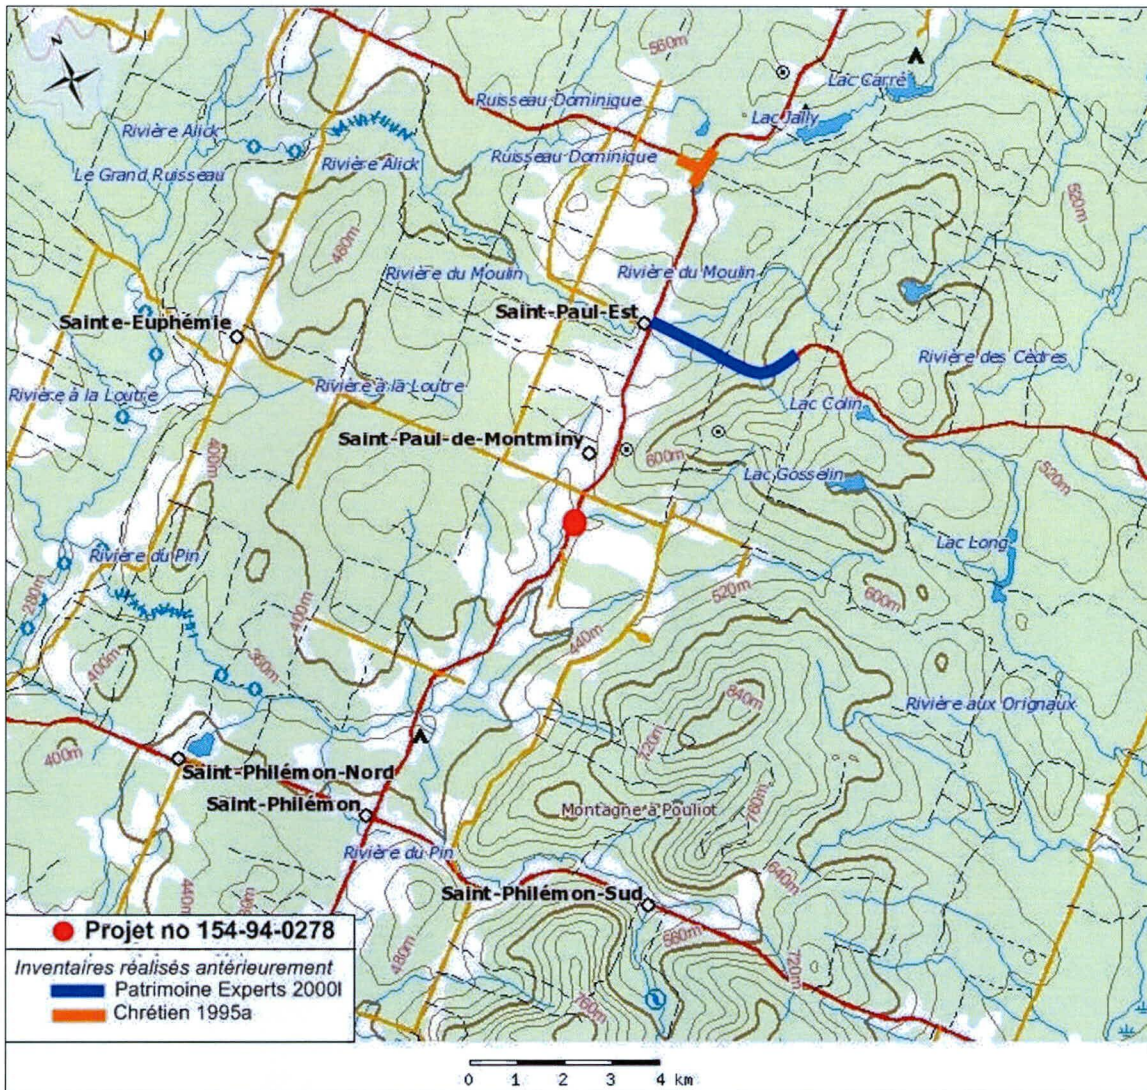 N
560m
Lac Carré
Ruisseau Dominique
Lac Jally
Rivière Alick
Rivière Alick
Ruisseau Dominique
Le Grand Ruisseau
520m
480m
Rivière du Moulin
Rivière du Moulin
Saint-Paul-Est
Sainte-Euphémie
Rivière des Cèdres
Rivière à la Loutre
Rivière à la Loutre
Lac Colin
Saint-Paul-de-Montminy
400m
600m
Lac Gosselin
520m
Lac Long
Rivière du Pin
280m
520m
600m
400m
440m
400m
360m
840m
Rivière aux Orignaux
720m
400m
Saint-Philémon-Nord
760m
Saint-Philémon
Montagne à Pouliot
Rivière du Pin
640m
Saint-Philémon-Sud
440m
560m
480m
720m
760m
Projet no 154-94-0278
Inventaires réalisés antérieurement
Patrimoine Experts 2000l
Chrétien 1995a
0 1 2 3 4 km